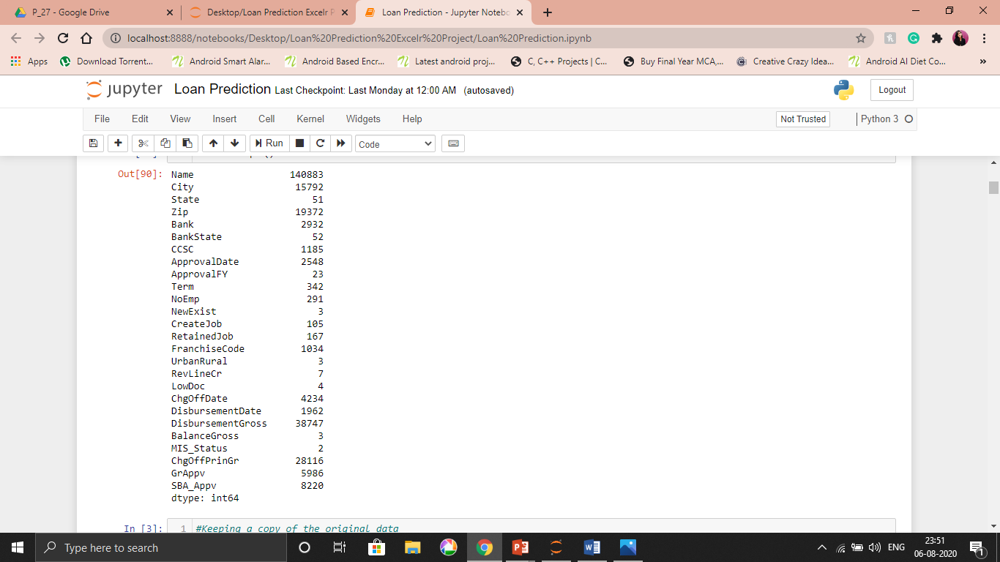 P_27 - Google Drive
Desktop/Loan Prediction Excelr P
Loan Prediction - Jupyter Notebo
localhost:8888/notebooks/Desktop/Loan%20Prediction%20Excelr%20Project/Loan%20Prediction.ipynb
Apps Download Torrent... Android Smart Alar... Android Based Encr... Latest android proj... C, C++ Projects | C... Buy Final Year MCA,... Creative Crazy Idea... Android AI Diet Co... »
jupyter Loan Prediction Last Checkpoint: Last Monday at 12:00 AM (autosaved) Logout
File Edit View Insert Cell Kernel Widgets Help Not Trusted Python 3
Run Code
Out[90]: Name 140883
City 15792
State 51
Zip 19372
Bank 2932
BankState 52
CCSC 1185
ApprovalDate 2548
ApprovalFY 23
Term 342
NoEmp 291
NewExist 3
CreateJob 105
RetainedJob 167
FranchiseCode 1034
UrbanRural 3
RevLineCr 7
LowDoc 4
ChgOffDate 4234
DisbursementDate 1962
DisbursementGross 38747
BalanceGross 3
MIS_Status 2
ChgOffPrinGr 28116
GrAppv 5986
SBA_Appv 8220
dtype: int64
In [3]: 1 #Keeping a copy of the original data
Type here to search ENG 23:51
06-08-2020 1